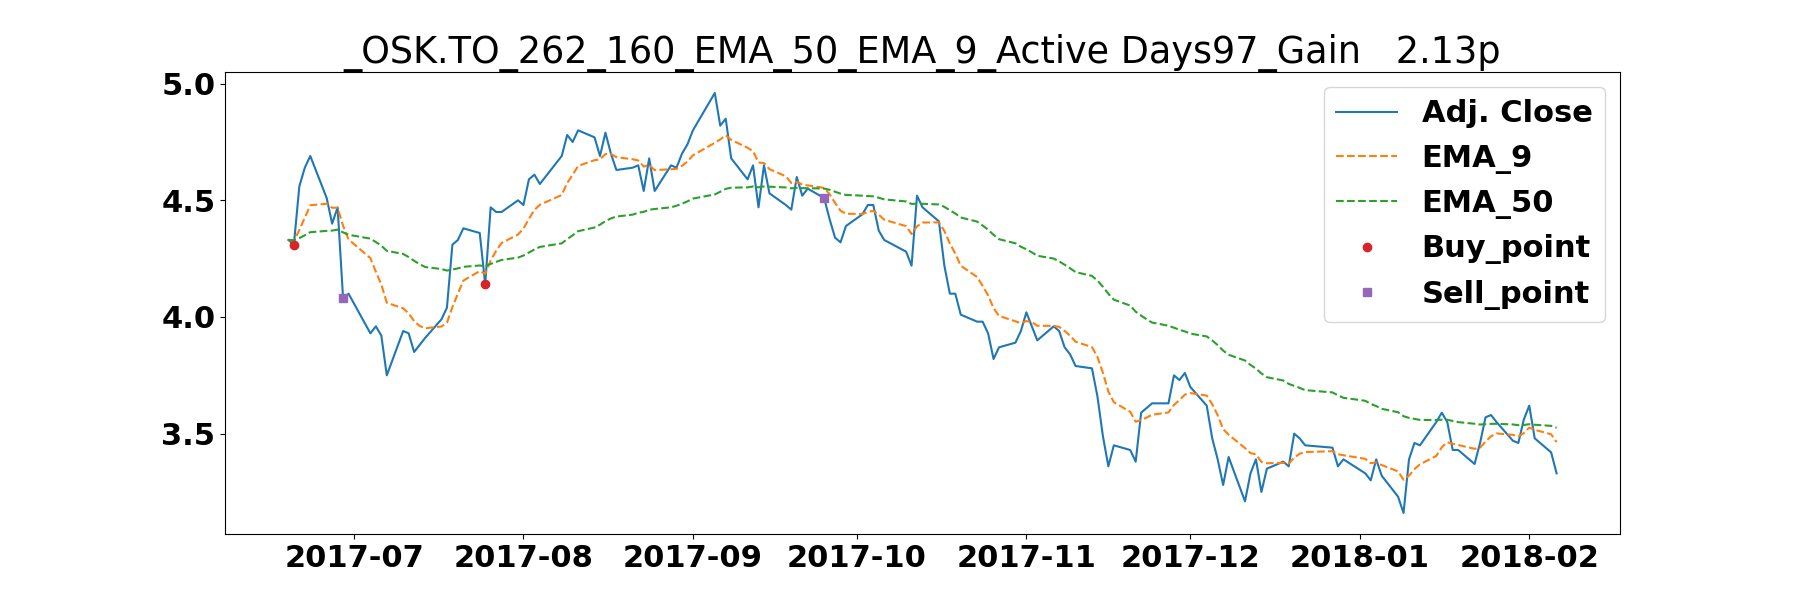 _OSK.TO_262_160_EMA_50_EMA_9_Active Days97_Gain   2.13p
5.0
4.5
4.0
3.5
Adj. Close
EMA_9
EMA_50
Buy_point
Sell_point
2017-07 2017-08 2017-09 2017-10 2017-11 2017-12 2018-01 2018-02